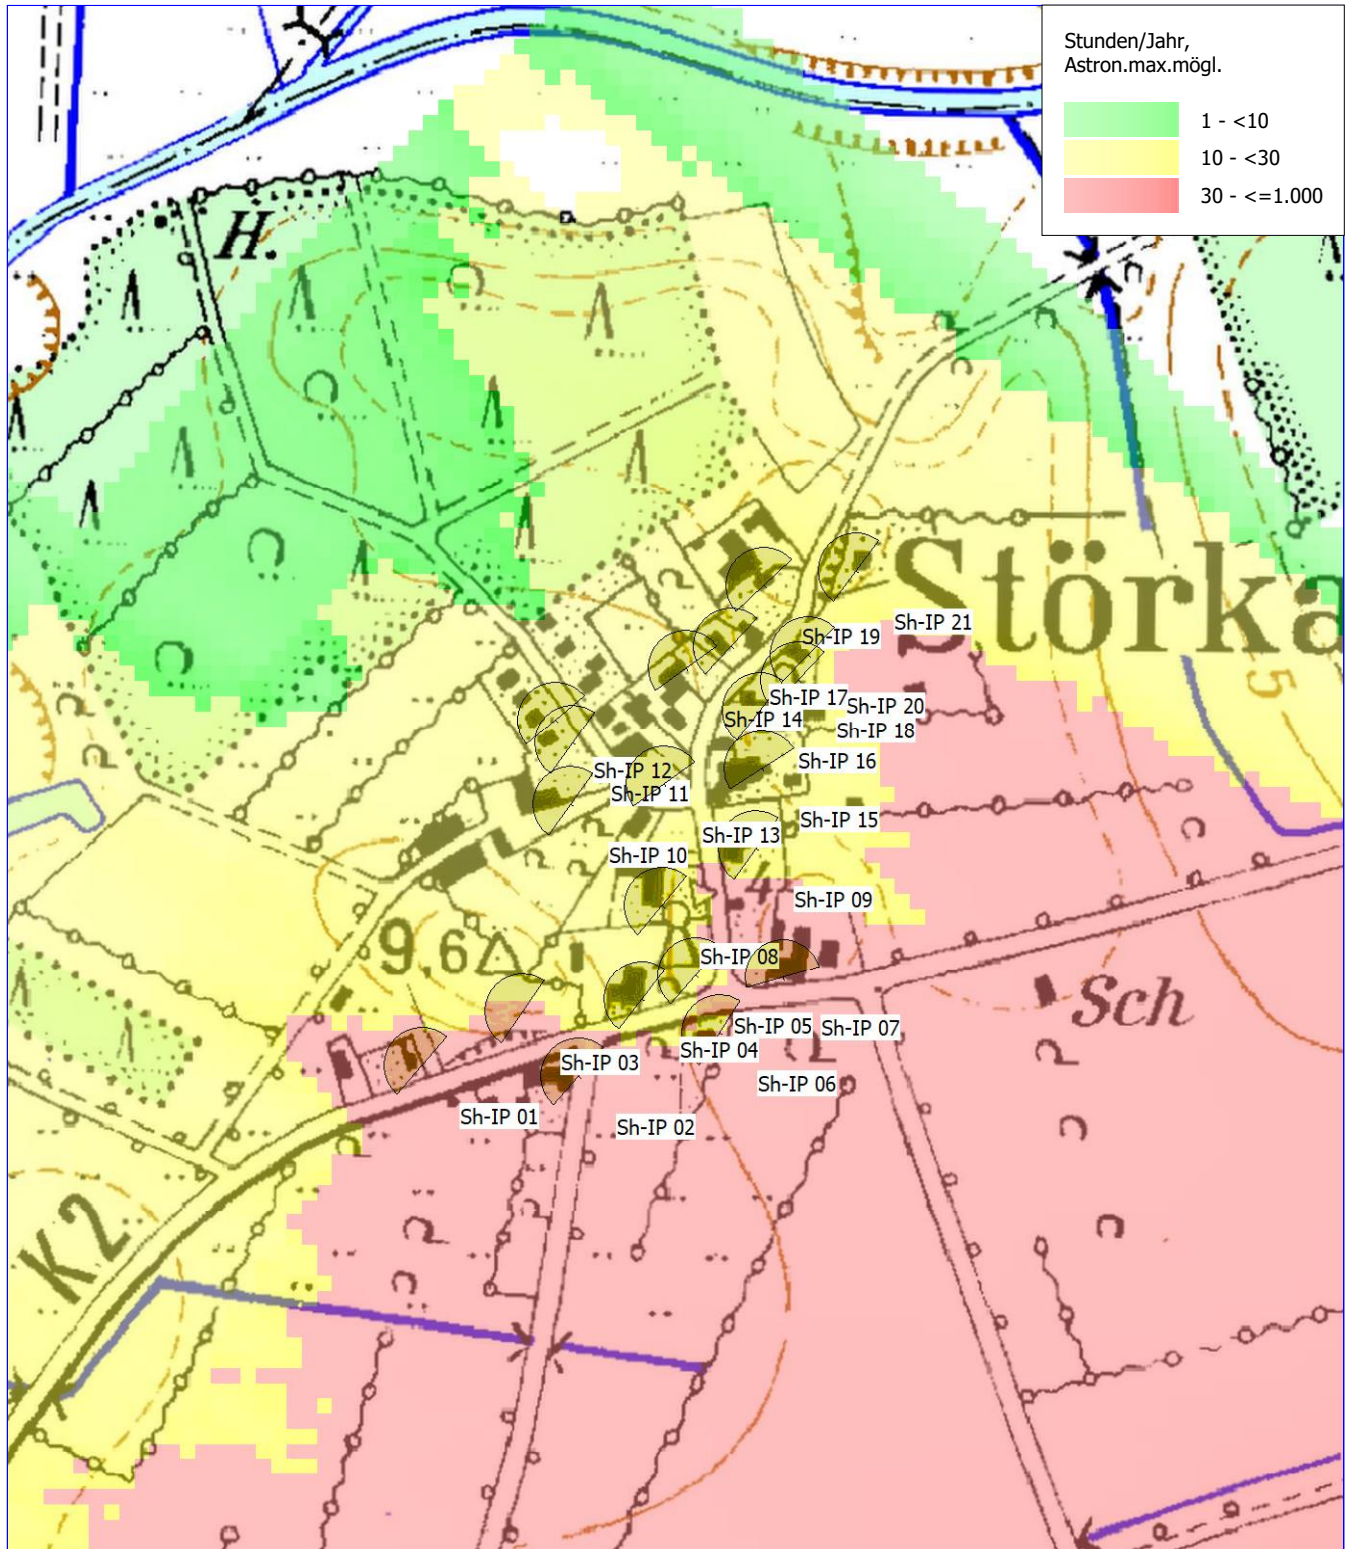 Stunden/Jahr,
Astron.max.mögl.
1 - <10
10 - <30
30 - <=1.000
H.
Störka
5
Sh-IP 21
Sh-IP 19
Sh-IP 17
Sh-IP 20
Sh-IP 14
Sh-IP 18
Sh-IP 16
Sh-IP 12
Sh-IP 11
Sh-IP 15
Sh-IP 13
Sh-IP 10
4
Sh-IP 09
9,6
Sh-IP 08
Sch
Sh-IP 05
Sh-IP 07
Sh-IP 04
Sh-IP 03
Sh-IP 06
Sh-IP 01
Sh-IP 02
K2